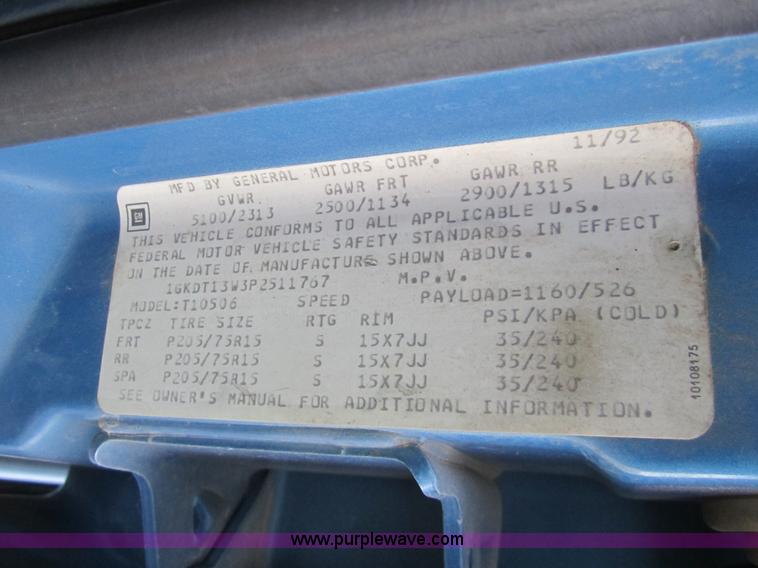 MFD BY GENERAL MOTORS CORP. 11/92
GVWR GAWR FRT GAWR RR
5100/2313 2500/1134 2900/1315 LB/KG
GM
THIS VEHICLE CONFORMS TO ALL APPLICABLE U.S.
FEDERAL MOTOR VEHICLE SAFETY STANDARDS IN EFFECT
ON THE DATE OF MANUFACTURE SHOWN ABOVE.
1GKDT13W3P2511767 M.P.V.
MODEL:T10506 SPEED PAYLOAD=1160/526
TPCZ TIRE SIZE RTG RIM PSI/KPA (COLD)
FRT P205/75R15 S 15X7JJ 35/240
RR P205/75R15 S 15X7JJ 35/240
SPA P205/75R15 S 15X7JJ 35/240
SEE OWNER'S MANUAL FOR ADDITIONAL INFORMATION.
10108175
www.purplewave.com